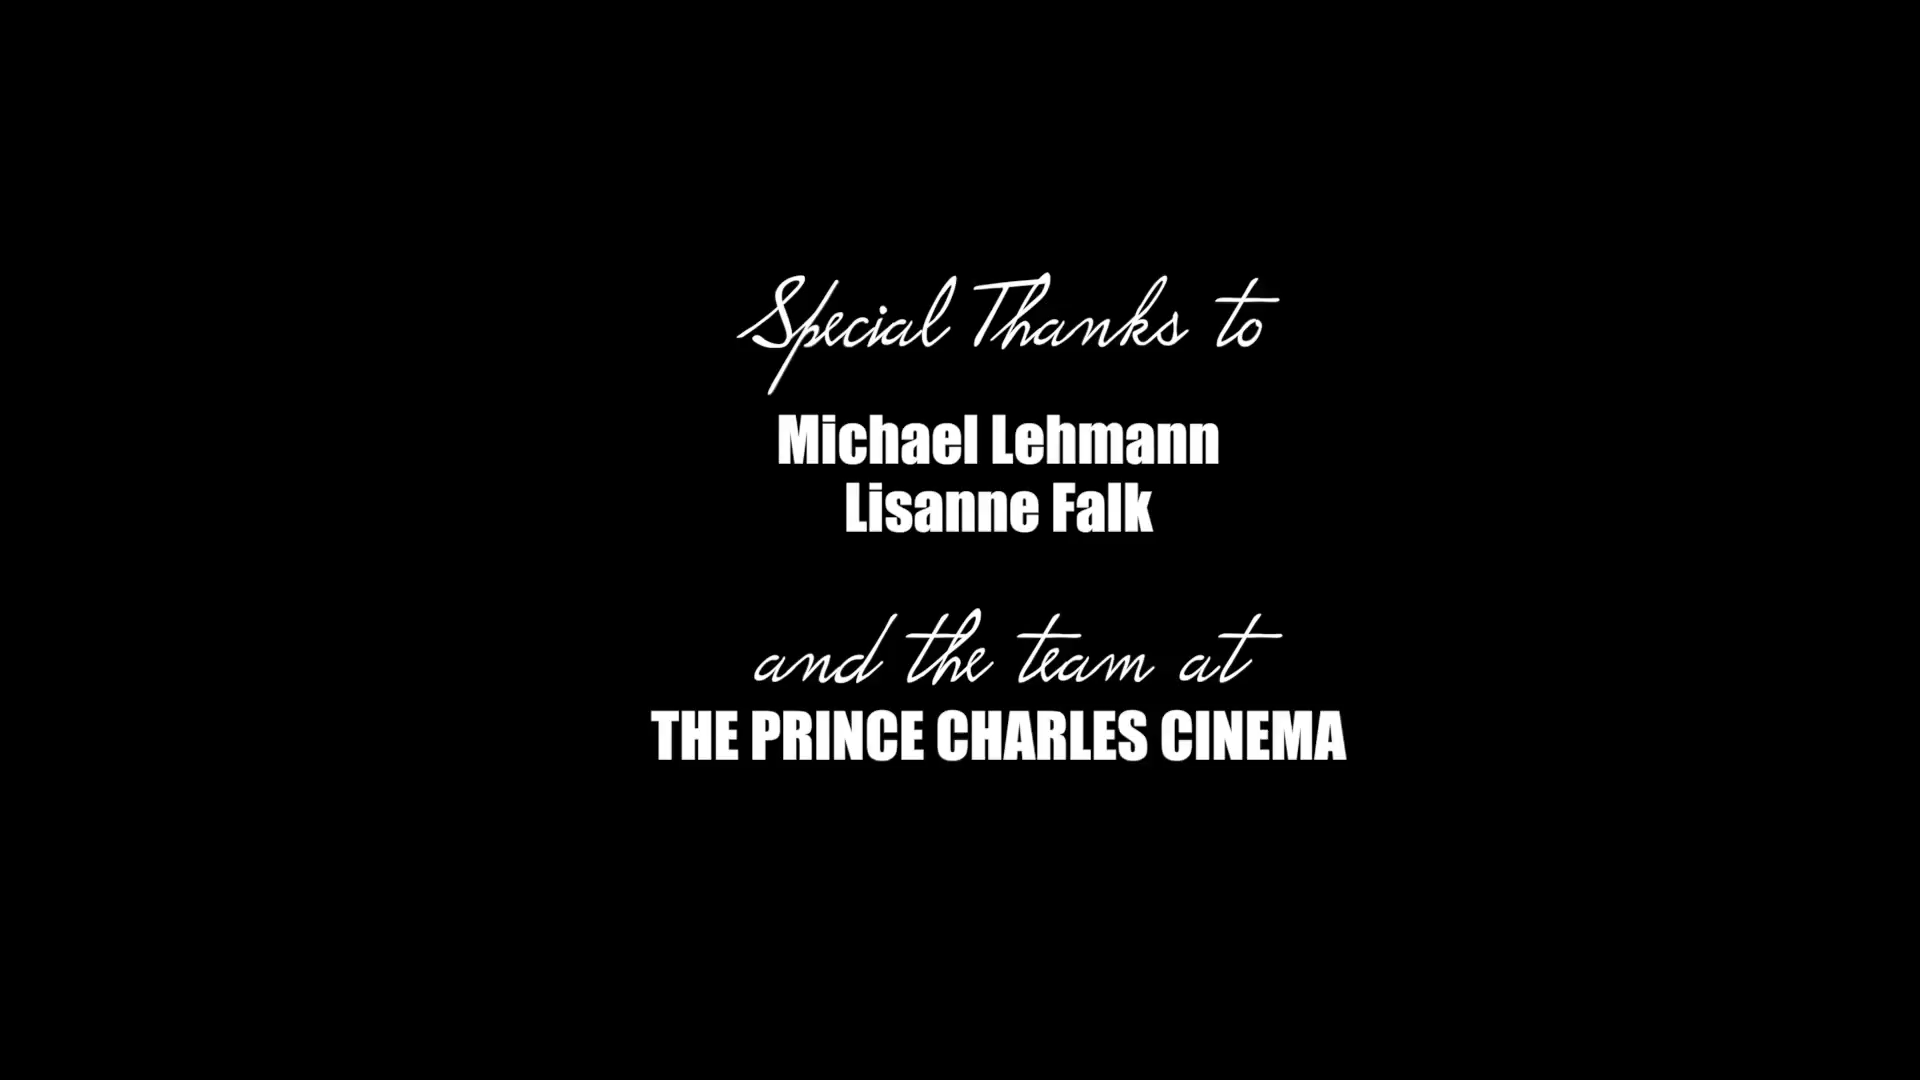 Special Thanks to
Michael Lehmann
Lisanne Falk
and the team at
THE PRINCE CHARLES CINEMA